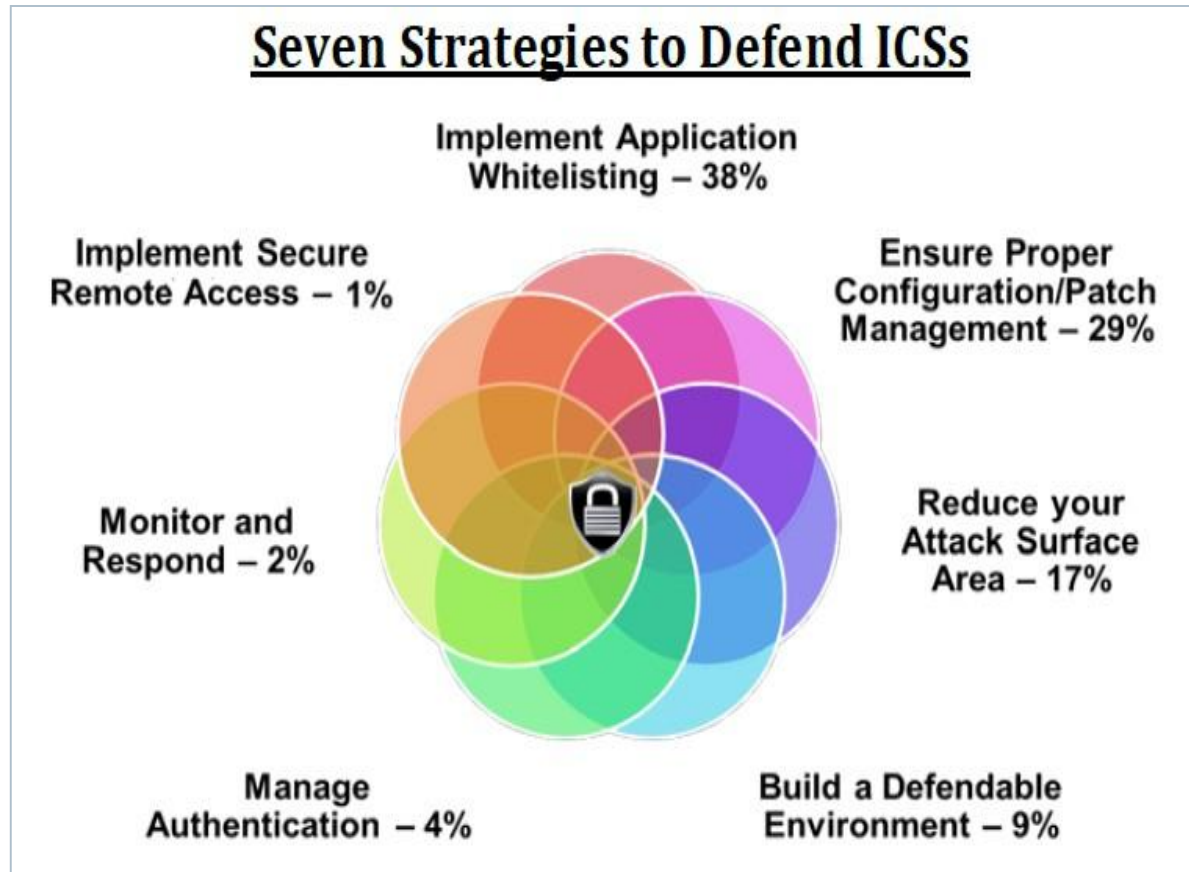 Seven Strategies to Defend ICSs
Implement Application
Whitelisting – 38%
Implement Secure
Remote Access – 1%
Ensure Proper
Configuration/Patch
Management – 29%
Monitor and
Respond – 2%
Reduce your
Attack Surface
Area – 17%
Manage
Authentication – 4%
Build a Defendable
Environment – 9%